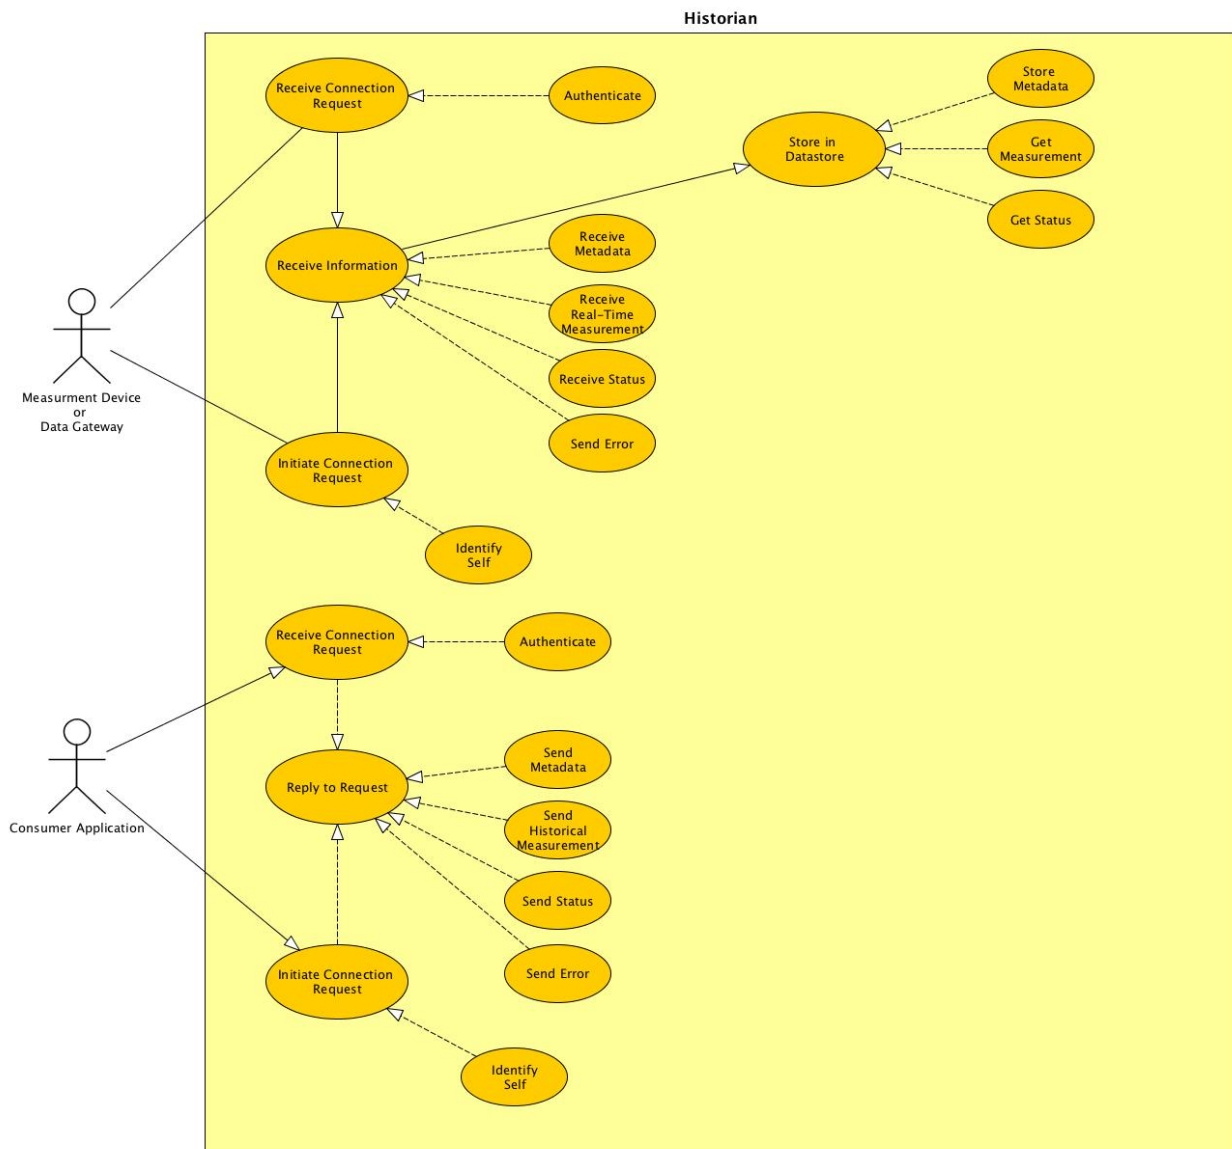 Historian
Receive Connection
Request
Authenticate
Store
Metadata
Store in
Datastore
Get
Measurement
Get Status
Receive Information
Receive
Metadata
Receive
Real-Time
Measurement
Receive Status
Send Error
Measurment Device
or
Data Gateway
Initiate Connection
Request
Identify
Self
Receive Connection
Request
Authenticate
Consumer Application
Reply to Request
Send
Metadata
Send
Historical
Measurement
Send Status
Send Error
Initiate Connection
Request
Identify
Self